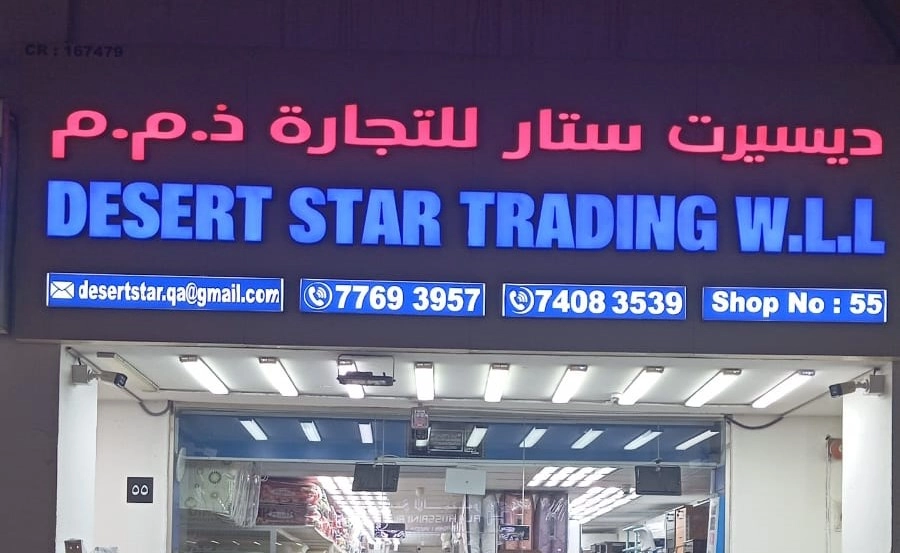 CR : 167479
ديسيرت ستار للتجارة ذ.م.م
DESERT STAR TRADING W.L.L
desertstar.qa@gmail.com
7769 3957
7408 3539
Shop No : 55
٥٥